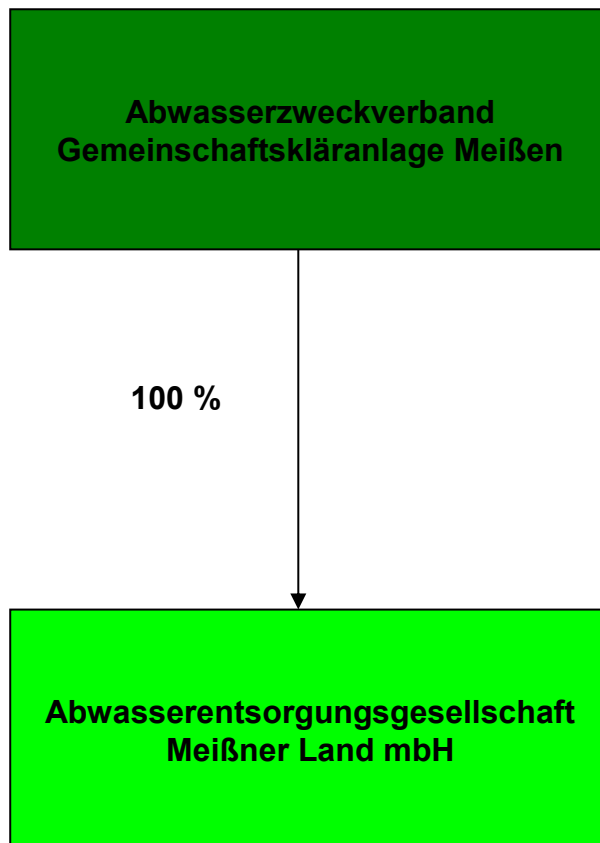 Abwasserzweckverband
Gemeinschaftskläranlage Meißen
100 %
Abwasserentsorgungsgesellschaft
Meißner Land mbH